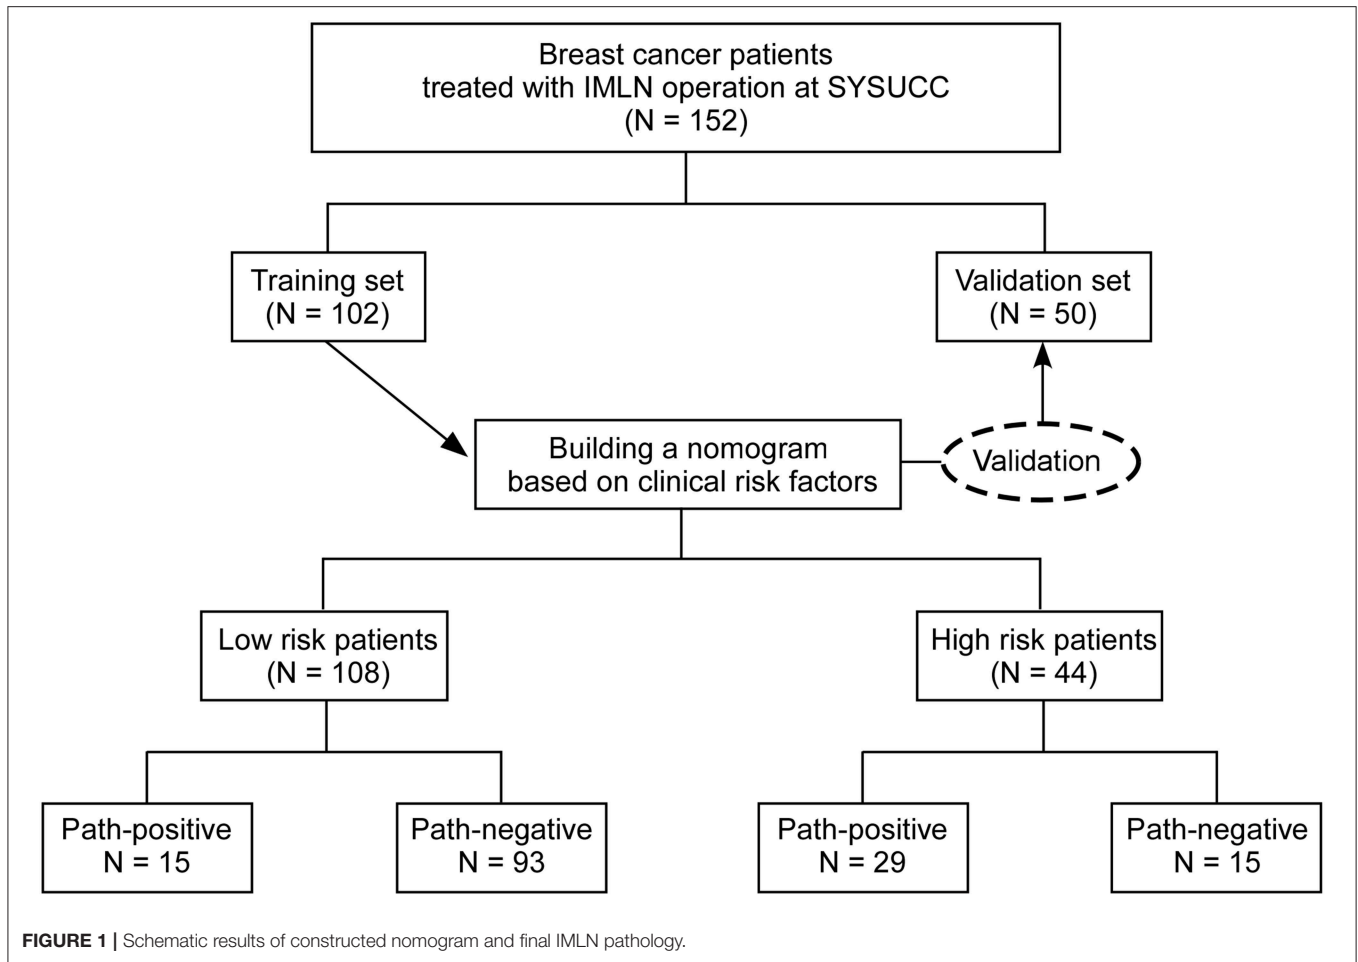 Breast cancer patients
treated with IMLN operation at SYSUCC
(N = 152)
Training set
(N = 102)
Validation set
(N = 50)
Building a nomogram
based on clinical risk factors
Validation
Low risk patients
(N = 108)
High risk patients
(N = 44)
Path-positive
N = 15
Path-negative
N = 93
Path-positive
N = 29
Path-negative
N = 15
FIGURE 1 | Schematic results of constructed nomogram and final IMLN pathology.